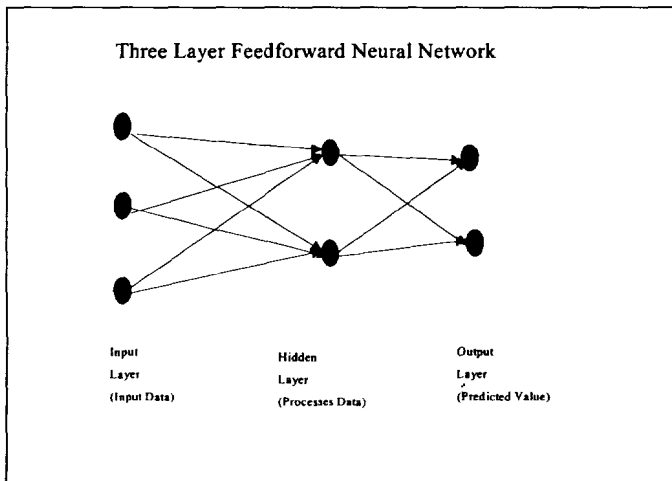 Three Layer Feedforward Neural Network
Input
Layer
(Input Data)
Hidden
Layer
(Processes Data)
Output
Layer
(Predicted Value)